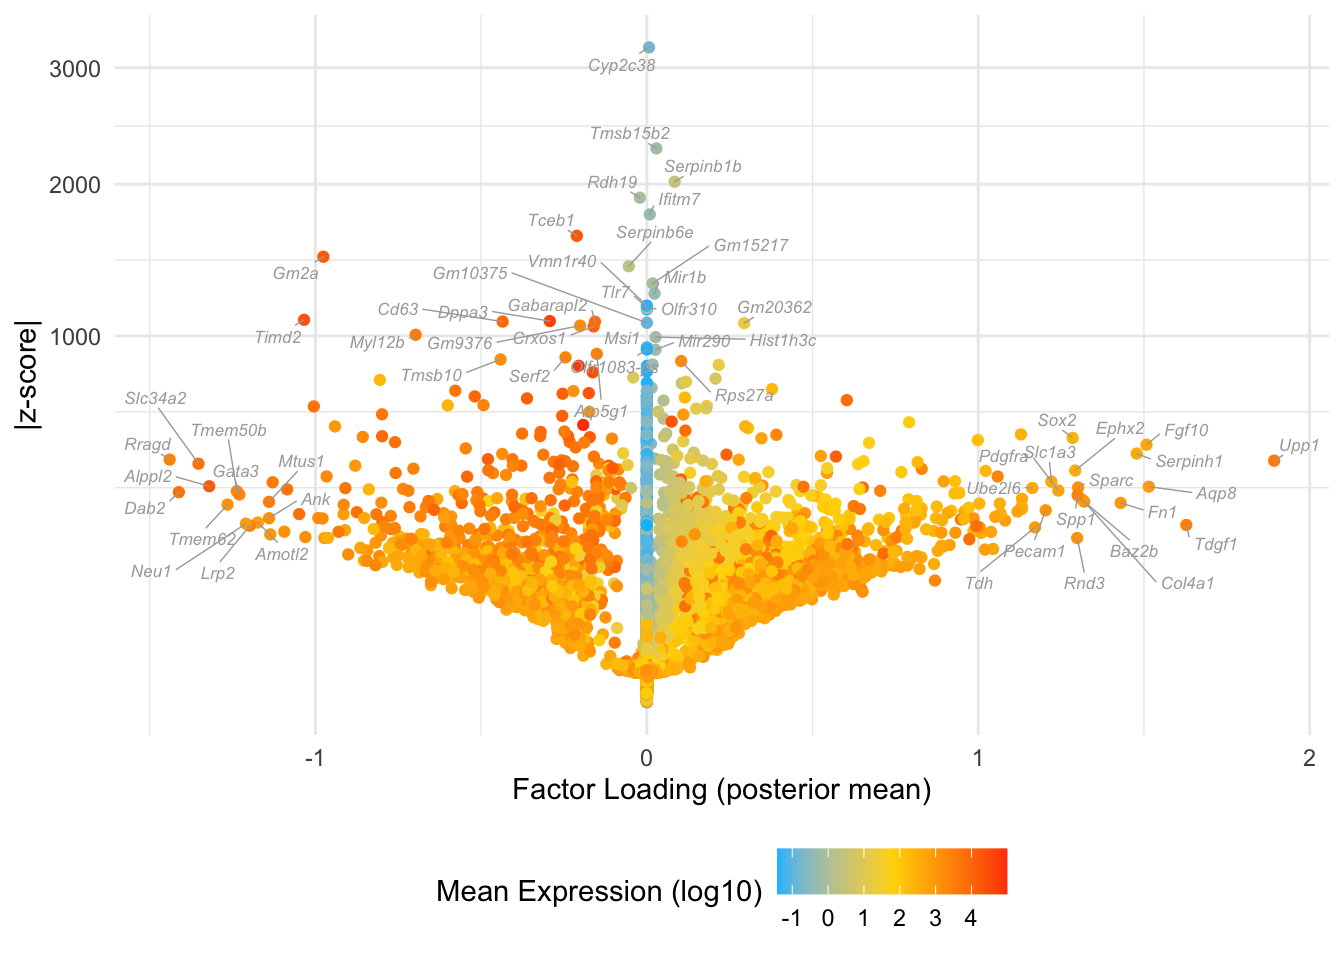 3000
Cyp2c38
Tmsb15b2
Serpinb1b
2000
Rdh19
Ifitm7
Tceb1
Serpinb6e
Gm15217
Gm2a
Gm10375
Vmn1r40
Mir1b
Tlr7
Cd63
Dppa3
Gabarapl2
Olfr310
Gm20362
1000
Timd2
Myl12b
Gm9376
Crxos1
Msi1
Mir290
Hist1h3c
Tmsb10
Serf2
Rps27a
Atp5g1
Slc34a2
Tmem50b
Rragd
Mtus1
Alppl2
Gata3
Dab2
Ank
Tmem62
Amotl2
Neu1
Lrp2
Sox2
Ephx2
Fgf10
Upp1
Pdgfra
Slc1a3
Serpinh1
Ube2l6
Sparc
Aqp8
Spp1
Fn1
Pecam1
Baz2b
Tdgf1
Tdh
Rnd3
Col4a1
|z-score|
-1 0 1 2
Factor Loading (posterior mean)
Mean Expression (log10)
-1 0 1 2 3 4